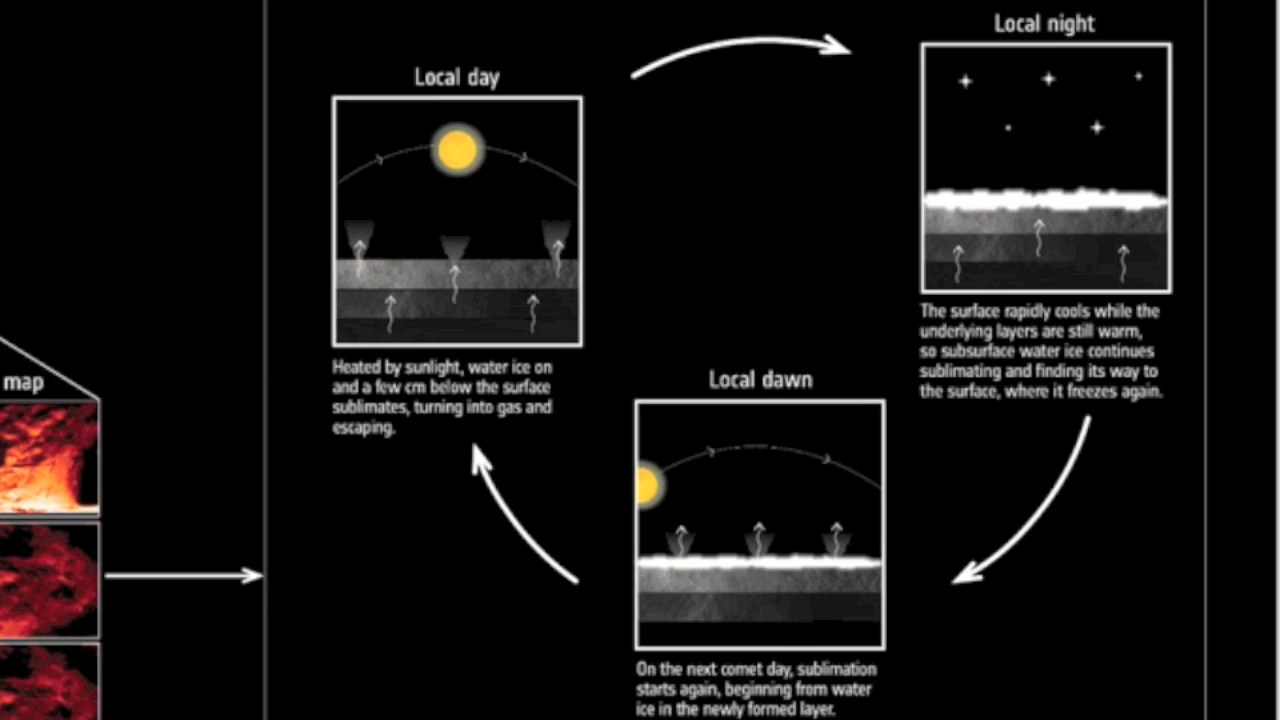 Local day
Heated by sunlight, water ice on
and a few cm below the surface
sublimates, turning into gas and
escaping.
Local night
The surface rapidly cools while the
underlying layers are still warm,
so subsurface water ice continues
sublimating and finding its way to
the surface, where it freezes again.
Local dawn
On the next comet day, sublimation
starts again, beginning from water
ice in the newly formed layer.
map